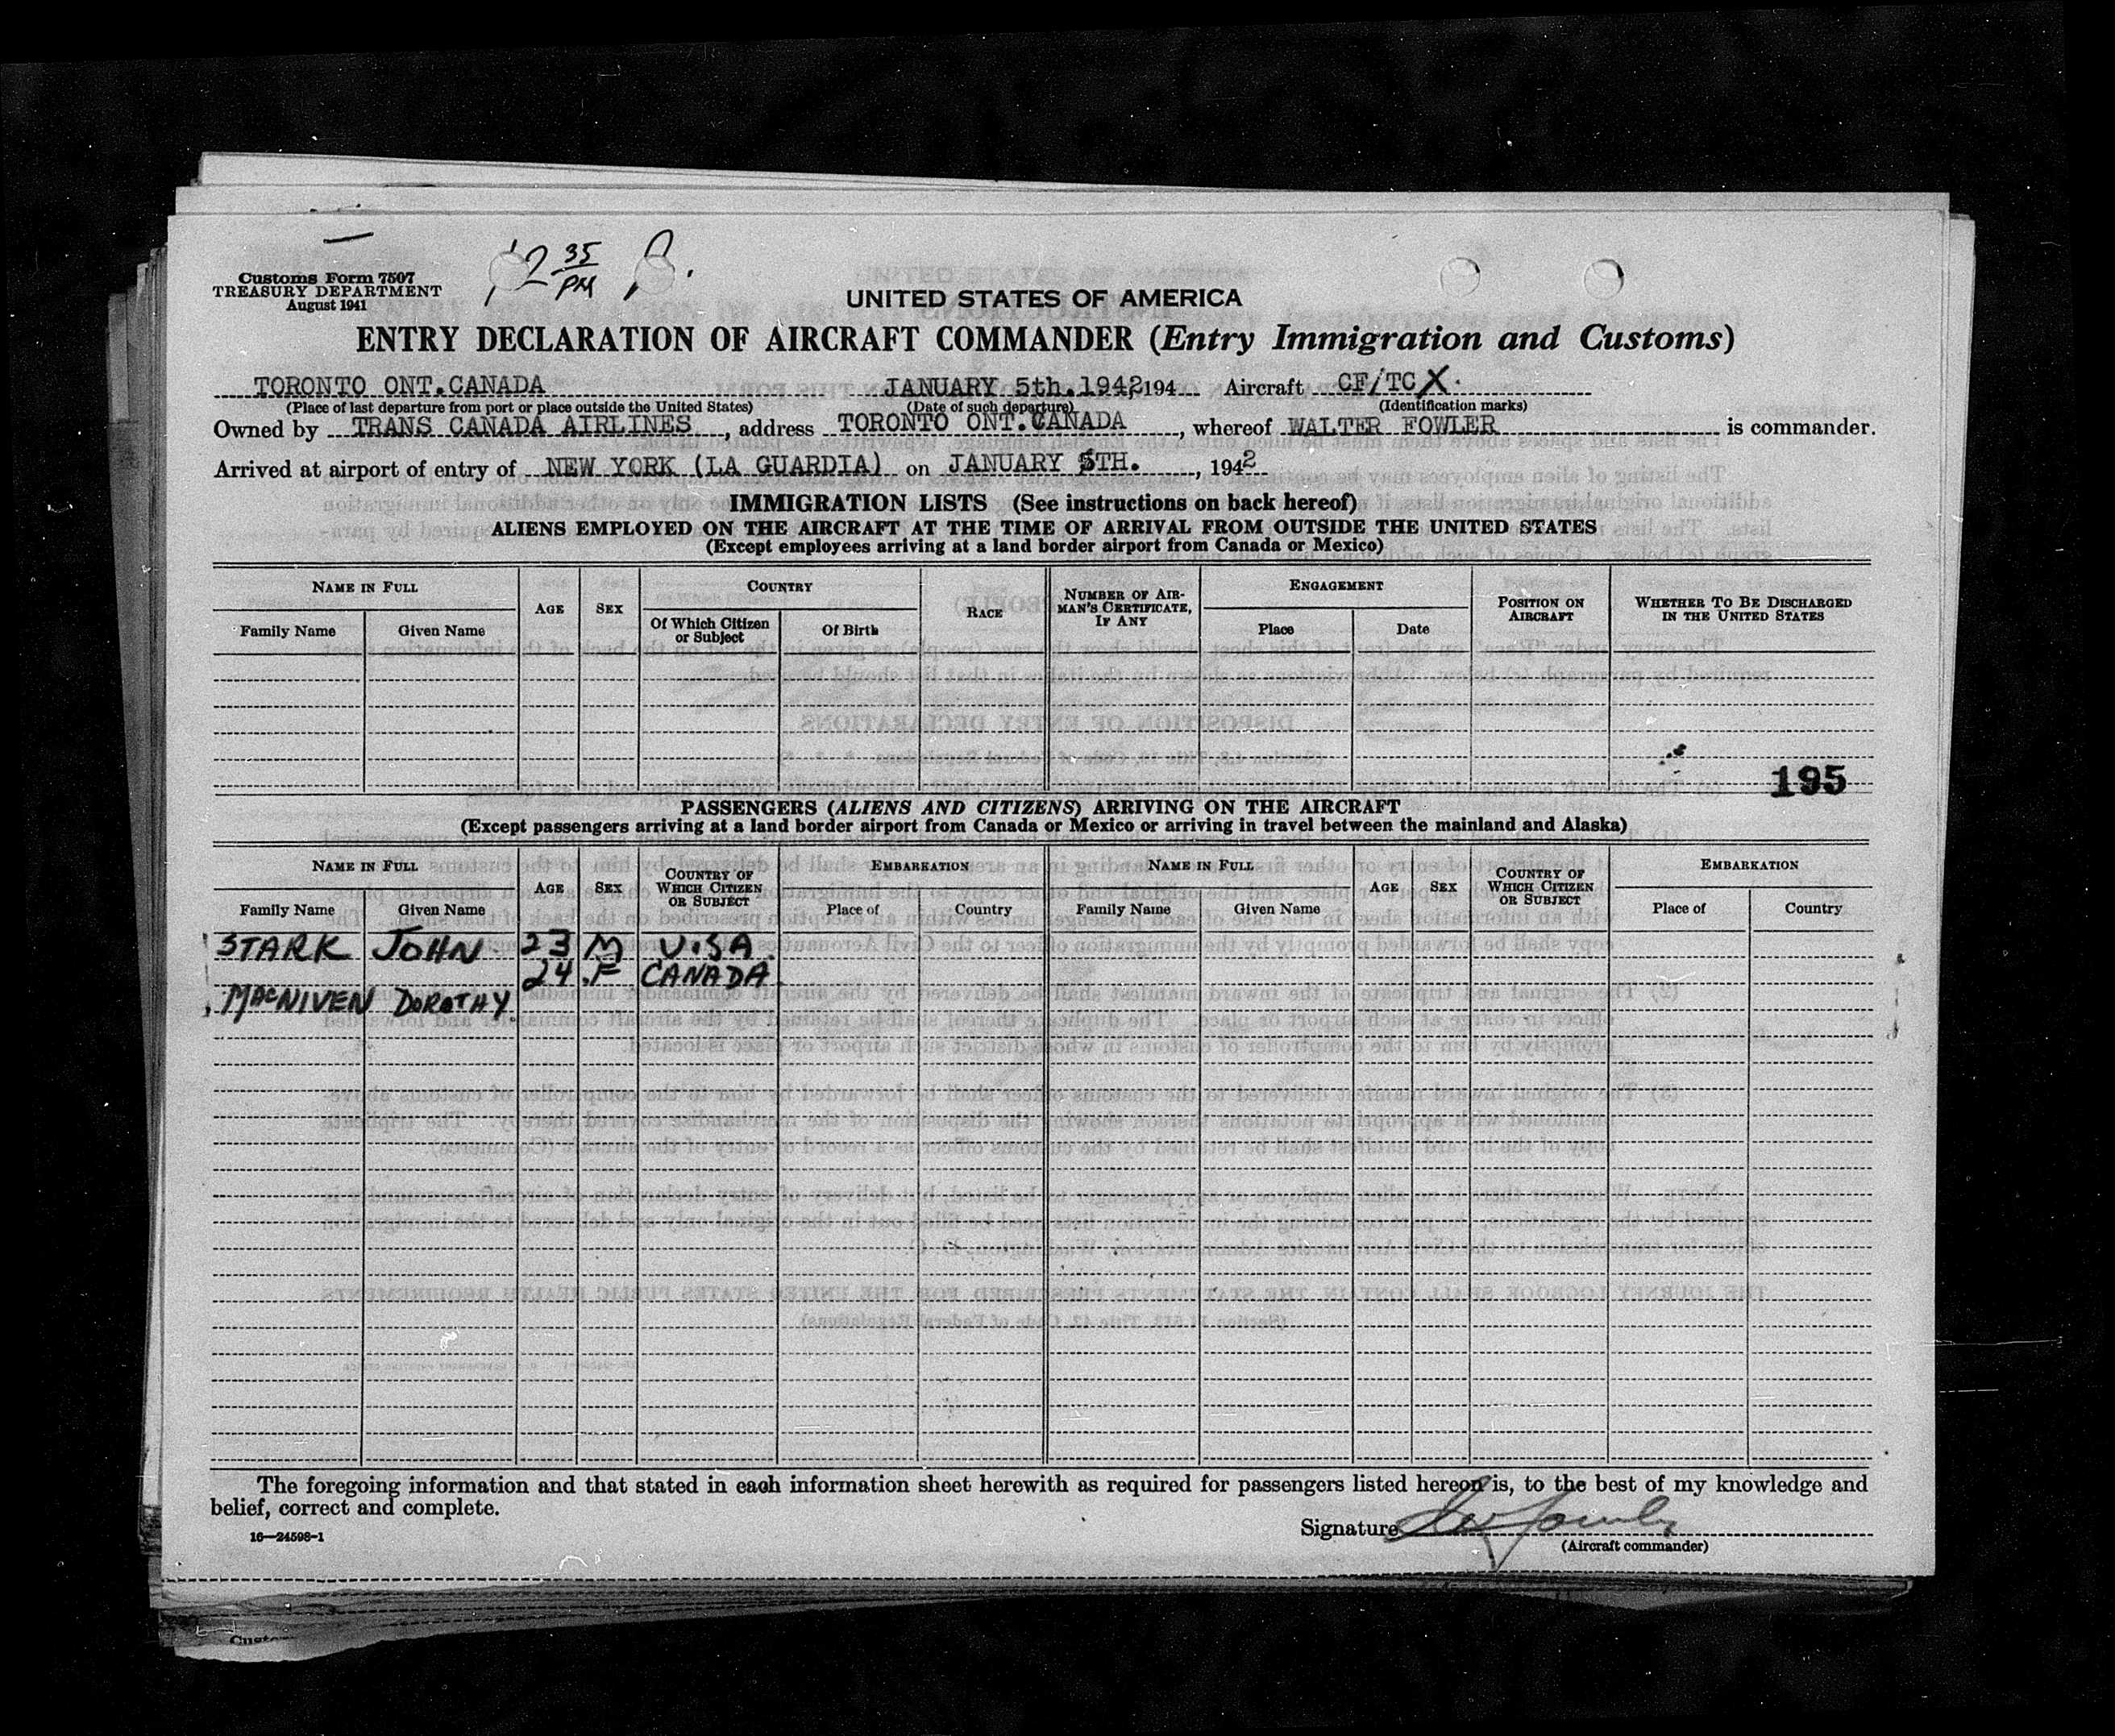 12 35 PM
Customs Form 7507
TREASURY DEPARTMENT
August 1941
UNITED STATES OF AMERICA
ENTRY DECLARATION OF AIRCRAFT COMMANDER (Entry Immigration and Customs)
TORONTO ONT.CANADA JANUARY 5th.1942,194 Aircraft CF/TCX.
(Place of last departure from port or place outside the United States) (Date of such departure) (Identification marks)
Owned by TRANS CANADA AIRLINES, address TORONTO ONT.CANADA, whereof WALTER FOWLER is commander.
Arrived at airport of entry of NEW YORK (LA GUARDIA) on JANUARY 5TH., 1942
IMMIGRATION LISTS (See instructions on back hereof)
ALIENS EMPLOYED ON THE AIRCRAFT AT THE TIME OF ARRIVAL FROM OUTSIDE THE UNITED STATES
(Except employees arriving at a land border airport from Canada or Mexico)
NAME IN FULL AGE SEX COUNTRY RACE NUMBER OF AIRMAN'S CERTIFICATE, IF ANY ENGAGEMENT POSITION ON AIRCRAFT WHETHER TO BE DISCHARGED IN THE UNITED STATES
Family Name Given Name Of Which Citizen or Subject Of Birth Place Date
195
PASSENGERS (ALIENS AND CITIZENS) ARRIVING ON THE AIRCRAFT
(Except passengers arriving at a land border airport from Canada or Mexico or arriving in travel between the mainland and Alaska)
NAME IN FULL AGE SEX COUNTRY OF WHICH CITIZEN OR SUBJECT EMBARKATION NAME IN FULL AGE SEX COUNTRY OF WHICH CITIZEN OR SUBJECT EMBARKATION
Family Name Given Name Place of Country Family Name Given Name Place of Country
STARK JOHN 23 M U.S.A.
24 F CANADA
MACNIVEN DOROTHY
The foregoing information and that stated in each information sheet herewith as required for passengers listed hereon is, to the best of my knowledge and
belief, correct and complete.
16—24598-1
Signature
(Aircraft commander)